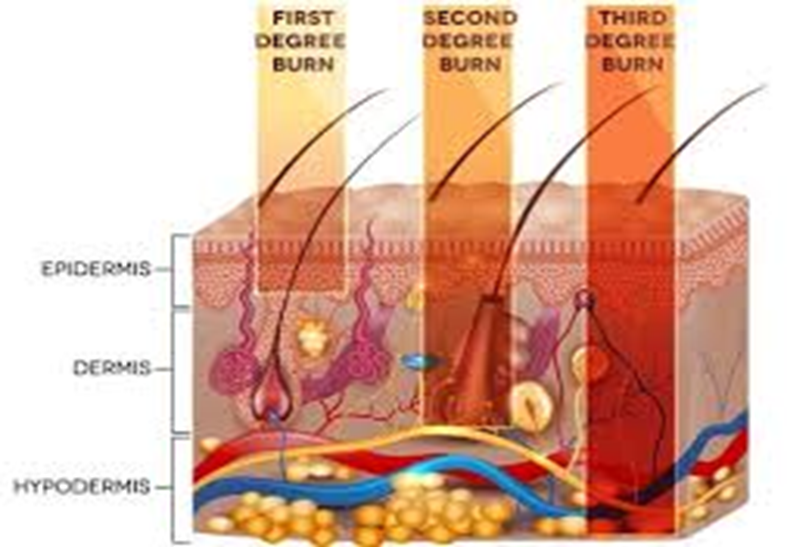 FIRST
DEGREE
BURN
SECOND
DEGREE
BURN
THIRD
DEGREE
BURN
EPIDERMIS
DERMIS
HYPODERMIS